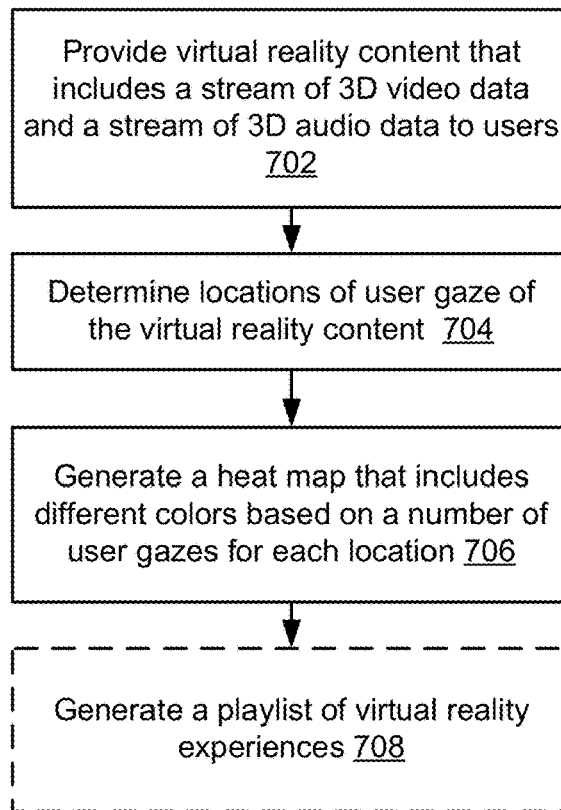 Provide virtual reality content that
includes a stream of 3D video data
and a stream of 3D audio data to users
702
Determine locations of user gaze of
the virtual reality content 704
Generate a heat map that includes
different colors based on a number of
user gazes for each location 706
Generate a playlist of virtual reality
experiences 708